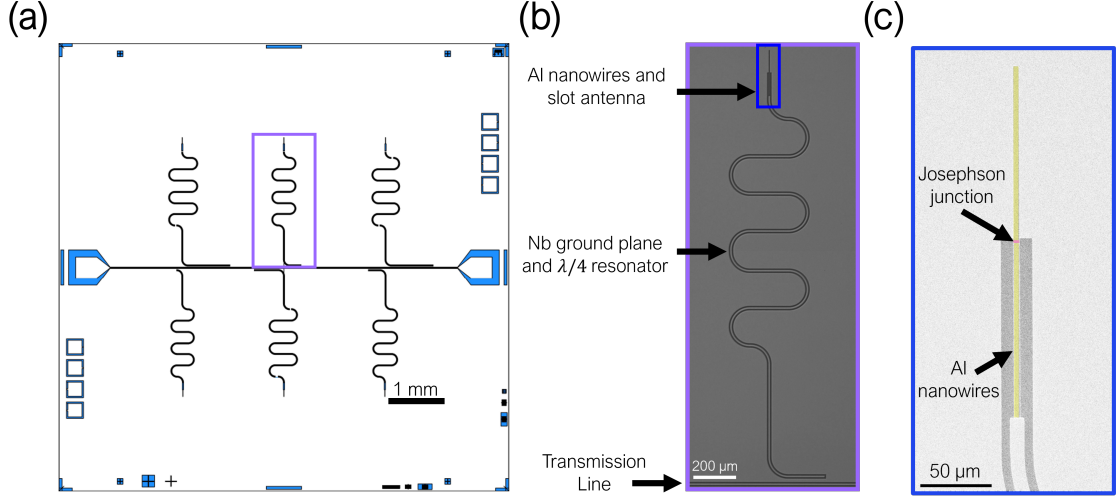 (a)
1 mm
(b)
Al nanowires and
slot antenna
Nb ground plane
and λ/4 resonator
Transmission
Line
200 μm
(c)
Josephson
junction
Al
nanowires
50 μm